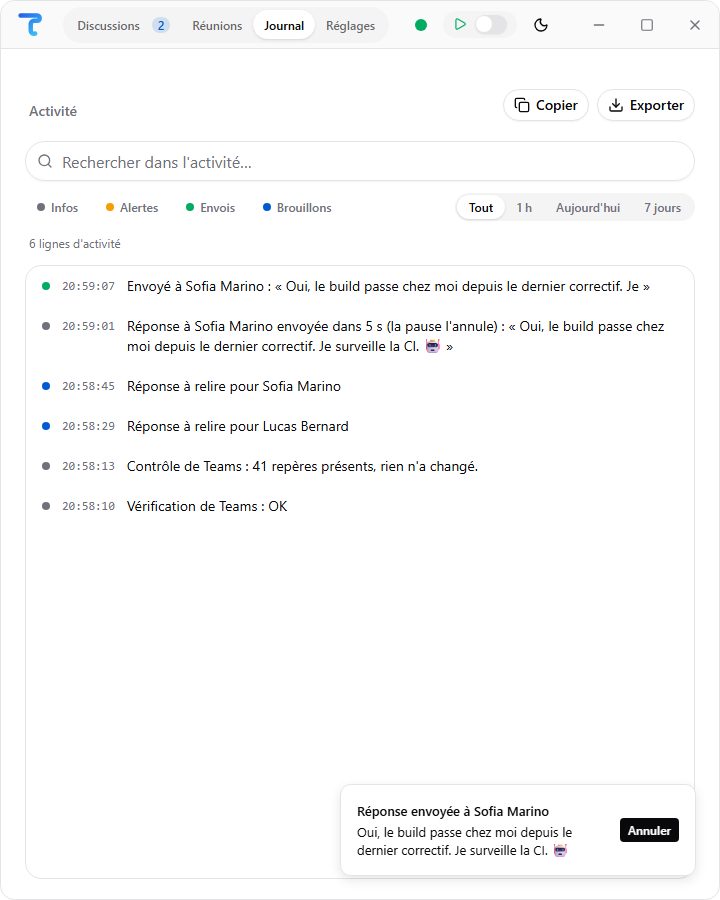 Discussions 2 Réunions Journal Réglages
Activité
Copier Exporter
Rechercher dans l'activité...
Infos Alertes Envois Brouillons Tout 1 h Aujourd'hui 7 jours
6 lignes d'activité
20:59:07 Envoyé à Sofia Marino : « Oui, le build passe chez moi depuis le dernier correctif. Je »
20:59:01 Réponse à Sofia Marino envoyée dans 5 s (la pause l'annule) : « Oui, le build passe chez
moi depuis le dernier correctif. Je surveille la CI. 🤖 »
20:58:45 Réponse à relire pour Sofia Marino
20:58:29 Réponse à relire pour Lucas Bernard
20:58:13 Contrôle de Teams : 41 repères présents, rien n'a changé.
20:58:10 Vérification de Teams : OK
Réponse envoyée à Sofia Marino
Oui, le build passe chez moi depuis le
dernier correctif. Je surveille la CI. 🤖
Annuler